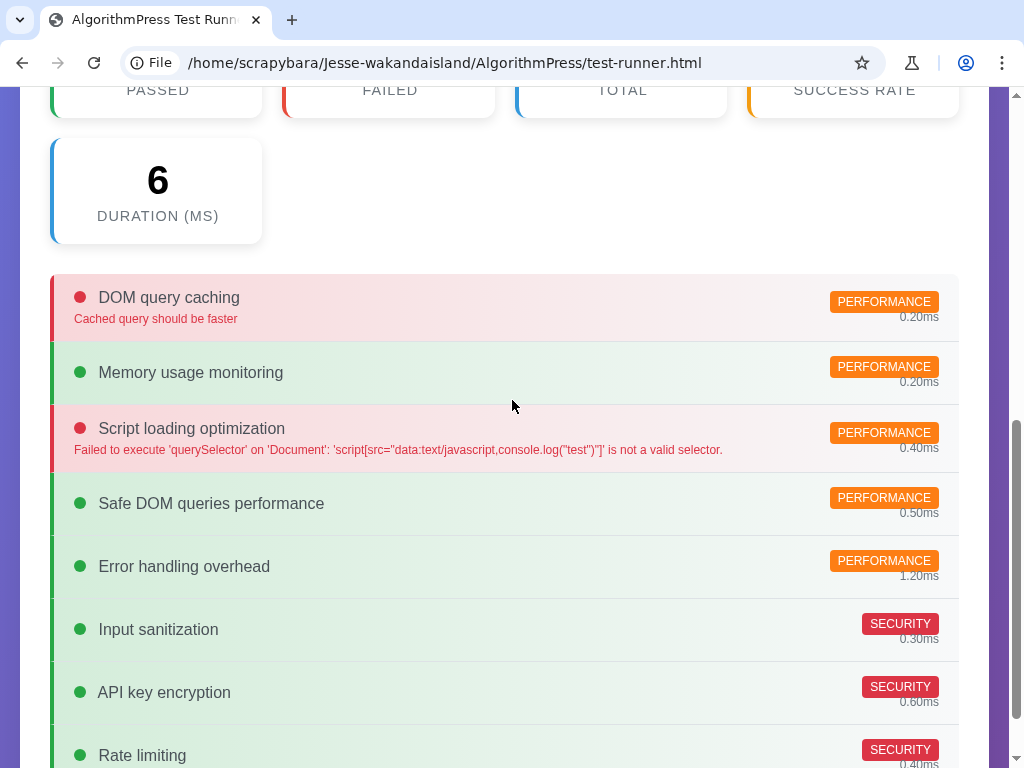 AlgorithmPress Test Runn
File
/home/scrapybara/Jesse-wakandaisland/AlgorithmPress/test-runner.html
PASSED
FAILED
TOTAL
SUCCESS RATE
6
DURATION (MS)
DOM query caching
Cached query should be faster
PERFORMANCE
0.20ms
Memory usage monitoring
PERFORMANCE
0.20ms
Script loading optimization
Failed to execute 'querySelector' on 'Document': 'script[src="data:text/javascript,console.log("test")"]' is not a valid selector.
PERFORMANCE
0.40ms
Safe DOM queries performance
PERFORMANCE
0.50ms
Error handling overhead
PERFORMANCE
1.20ms
Input sanitization
SECURITY
0.30ms
API key encryption
SECURITY
0.60ms
Rate limiting
SECURITY
0.40ms